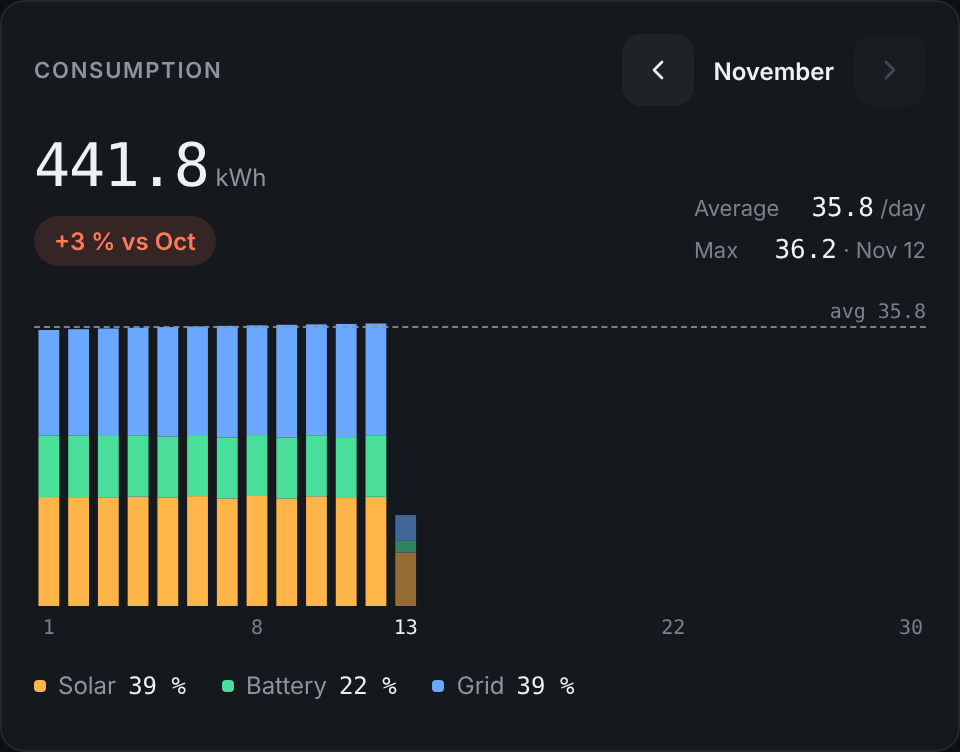 CONSUMPTION
November
441.8 kWh
+3 % vs Oct
Average 35.8 /day
Max 36.2 · Nov 12
avg 35.8
1 8 13 22 30
Solar 39 % Battery 22 % Grid 39 %